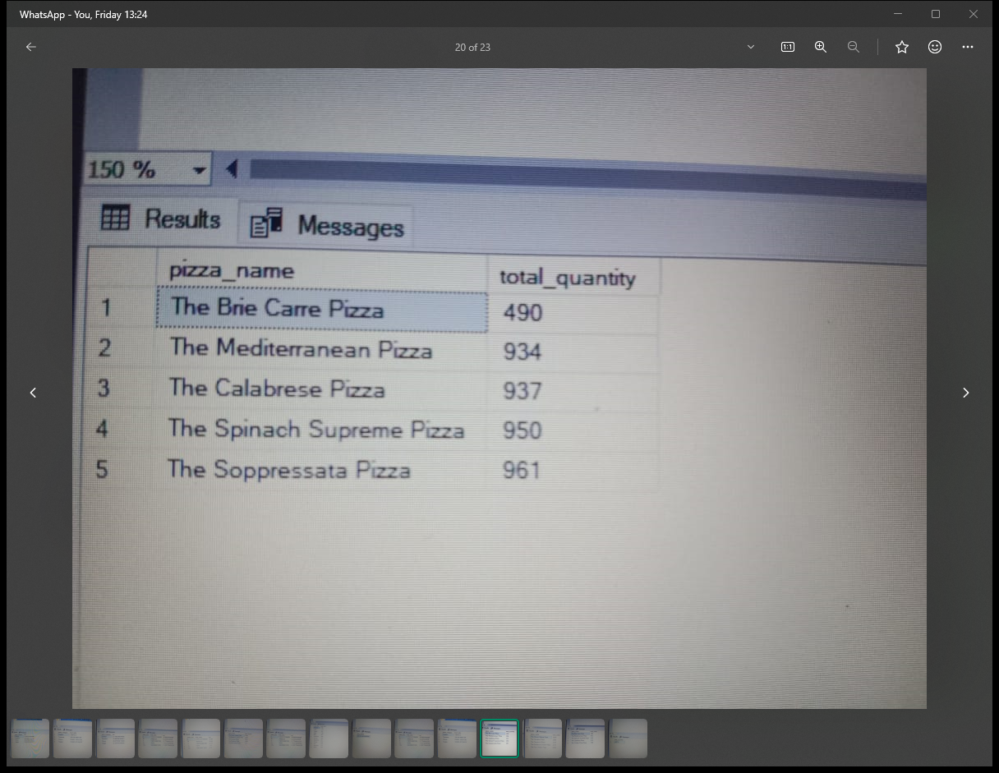 WhatsApp - You, Friday 13:24
20 of 23
1:1
150 %
Results Messages
pizza_name total_quantity
1 The Brie Carre Pizza 490
2 The Mediterranean Pizza 934
3 The Calabrese Pizza 937
4 The Spinach Supreme Pizza 950
5 The Soppressata Pizza 961